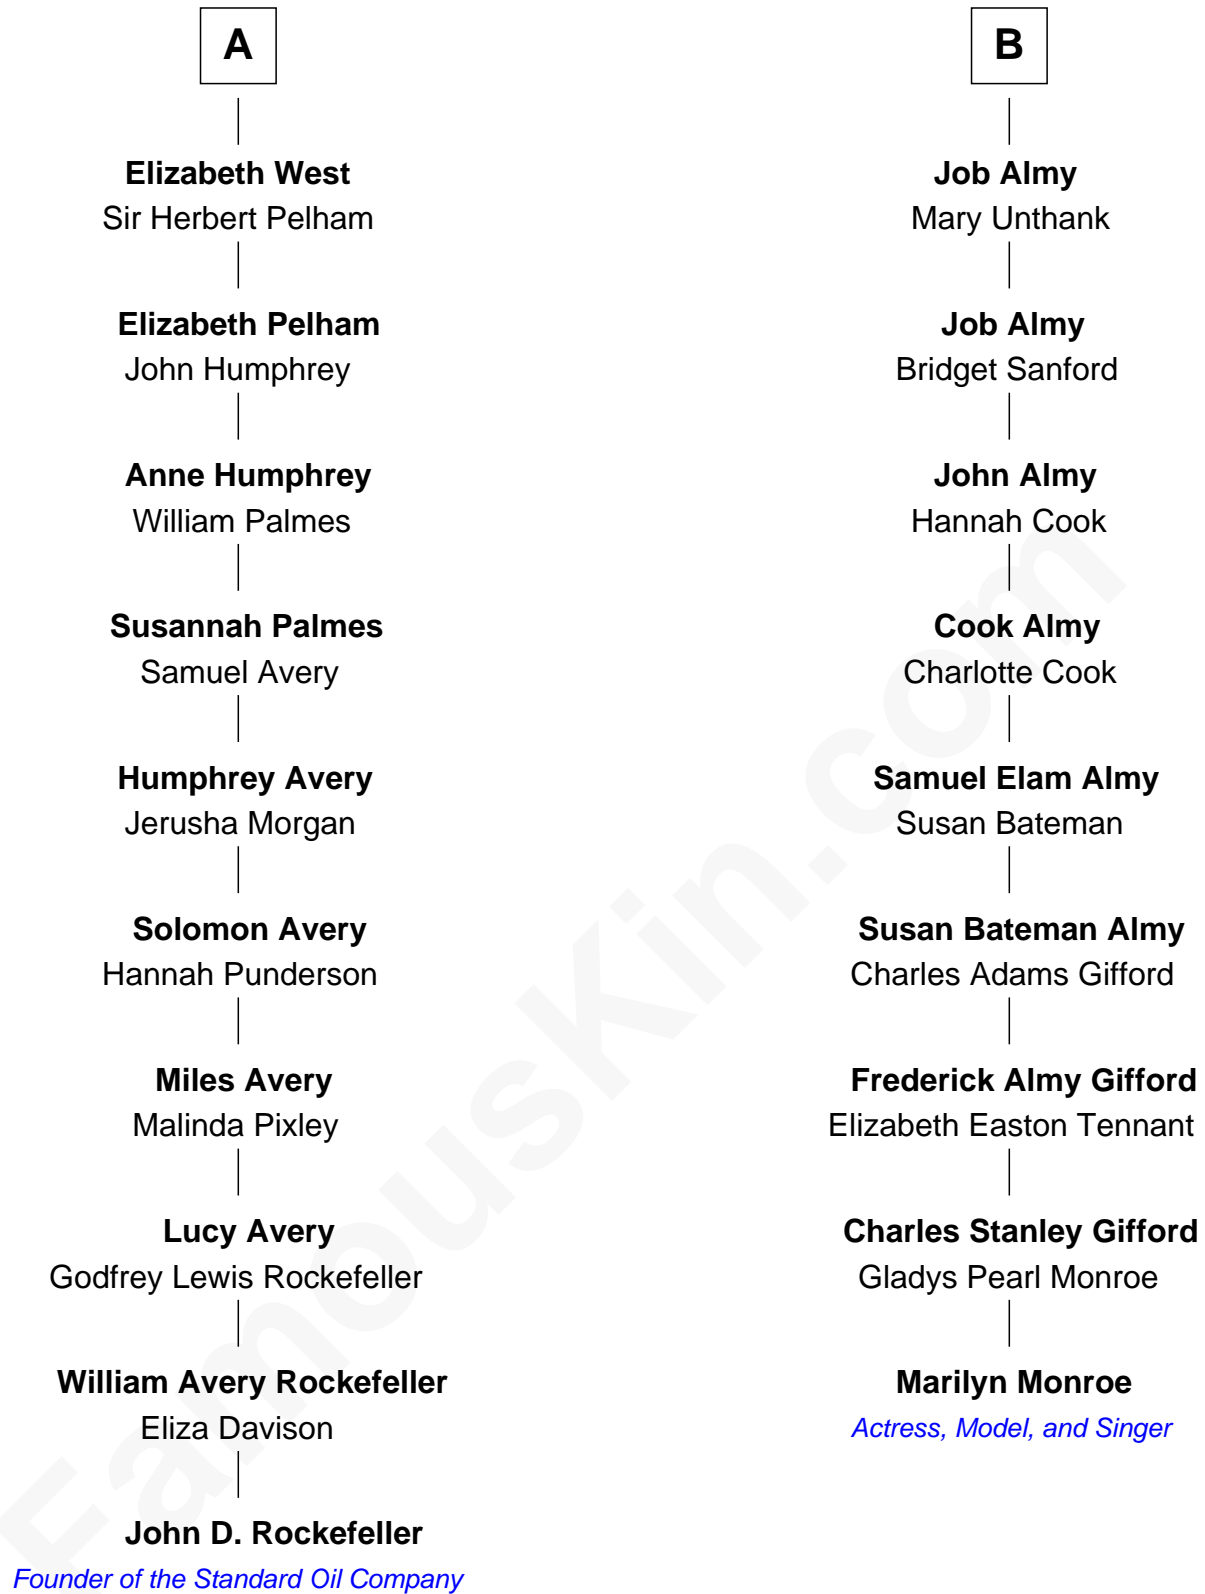 A
Elizabeth West
Sir Herbert Pelham
Elizabeth Pelham
John Humphrey
Anne Humphrey
William Palmes
Susannah Palmes
Samuel Avery
Humphrey Avery
Jerusha Morgan
Solomon Avery
Hannah Punderson
Miles Avery
Malinda Pixley
Lucy Avery
Godfrey Lewis Rockefeller
William Avery Rockefeller
Eliza Davison
John D. Rockefeller
Founder of the Standard Oil Company
B
Job Almy
Mary Unthank
Job Almy
Bridget Sanford
John Almy
Hannah Cook
Cook Almy
Charlotte Cook
Samuel Elam Almy
Susan Bateman
Susan Bateman Almy
Charles Adams Gifford
Frederick Almy Gifford
Elizabeth Easton Tennant
Charles Stanley Gifford
Gladys Pearl Monroe
Marilyn Monroe
Actress, Model, and Singer
FamousKin.com